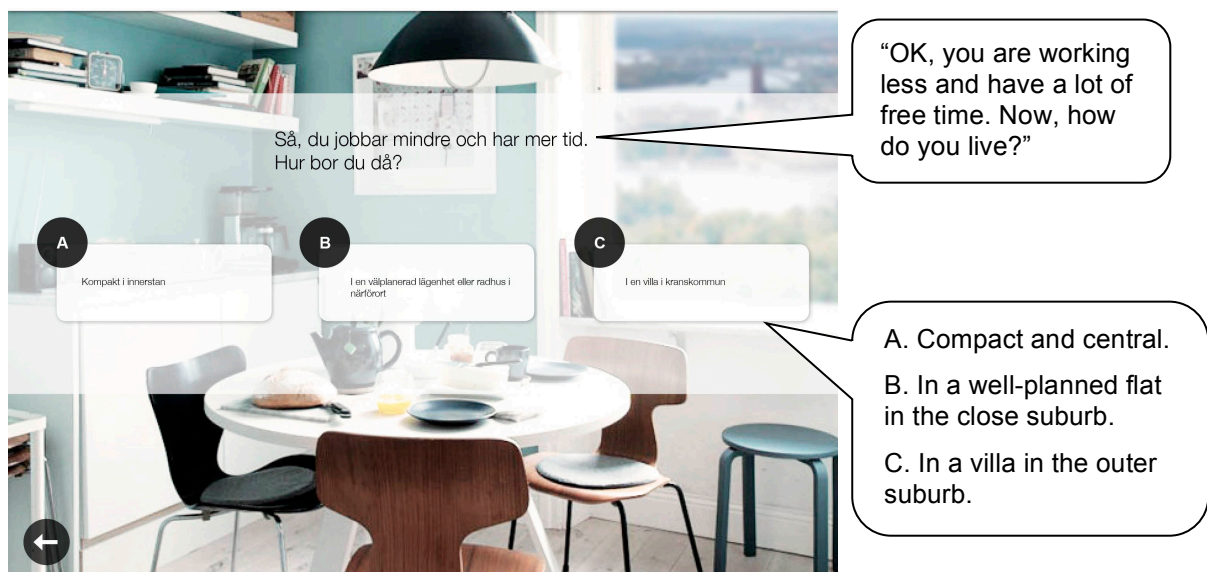 Så, du jobbar mindre och har mer tid.
Hur bor du då?
A
Kompakt i innerstan
B
I en välplanerad lägenhet eller radhus i
närförort
C
I en villa i kranskommun
“OK, you are working
less and have a lot of
free time. Now, how
do you live?”
A. Compact and central.
B. In a well-planned flat
in the close suburb.
C. In a villa in the outer
suburb.